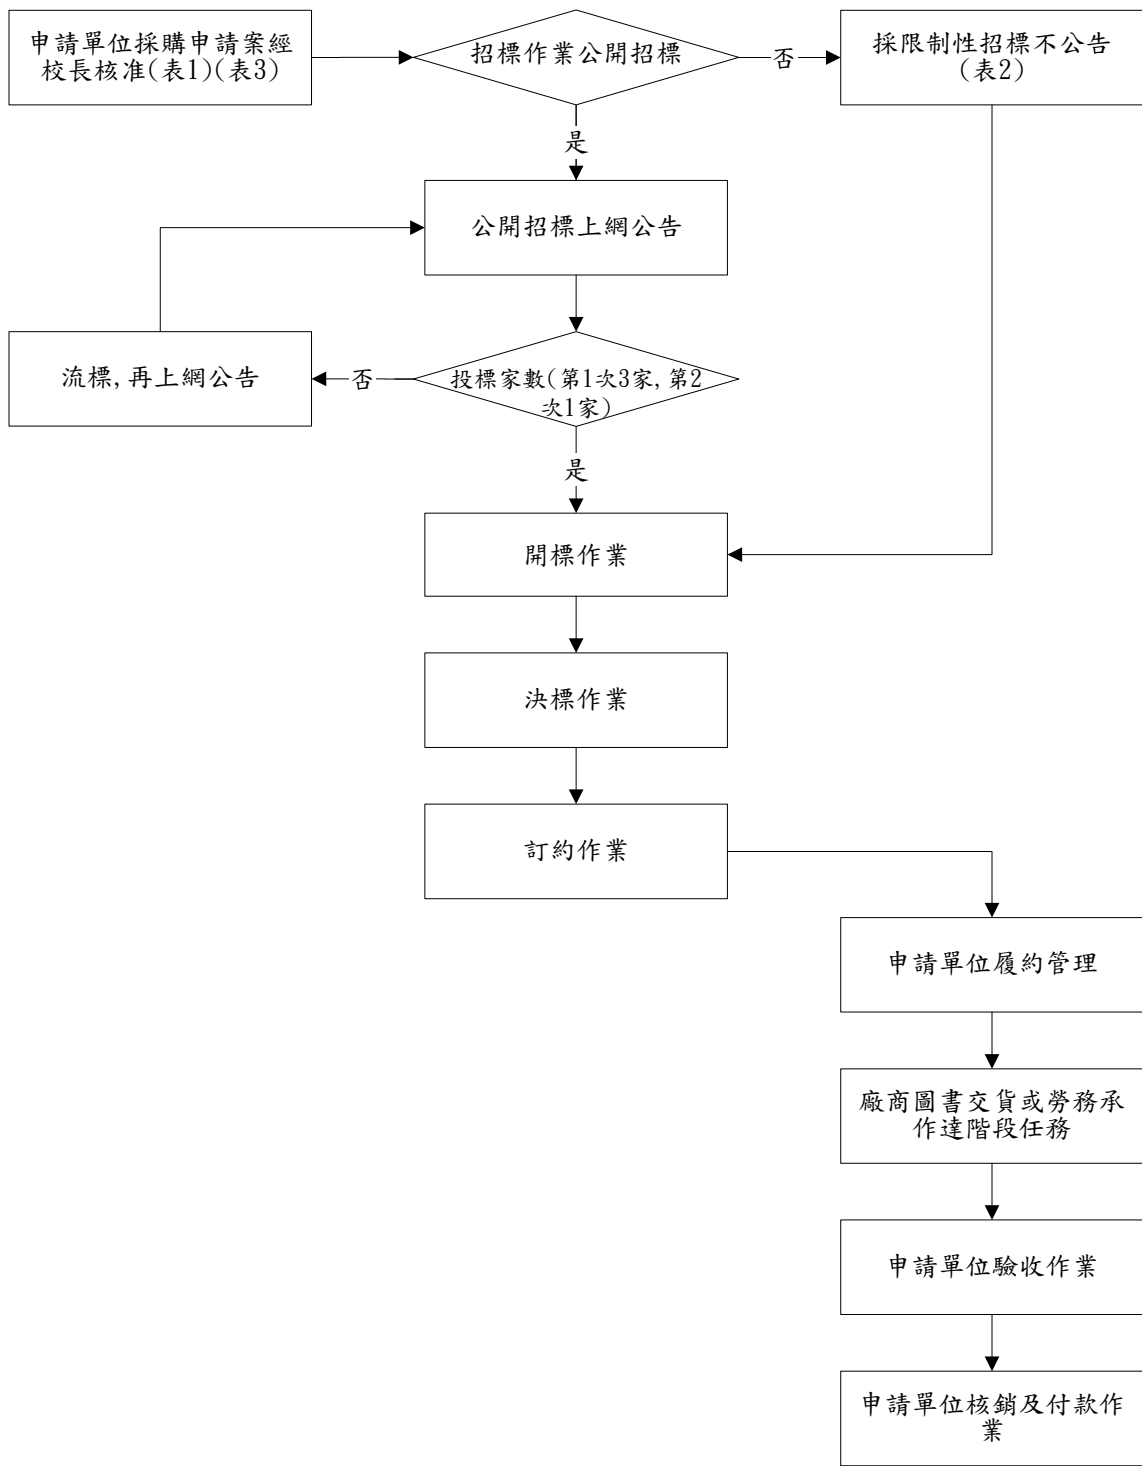 申請單位採購申請案經
校長核准(表1)(表3)
招標作業公開招標
否
採限制性招標不公告
(表2)
是
公開招標上網公告
流標,再上網公告
否
投標家數(第1次3家,第2
次1家)
是
開標作業
決標作業
訂約作業
申請單位履約管理
廠商圖書交貨或勞務承
作達階段任務
申請單位驗收作業
申請單位核銷及付款作
業